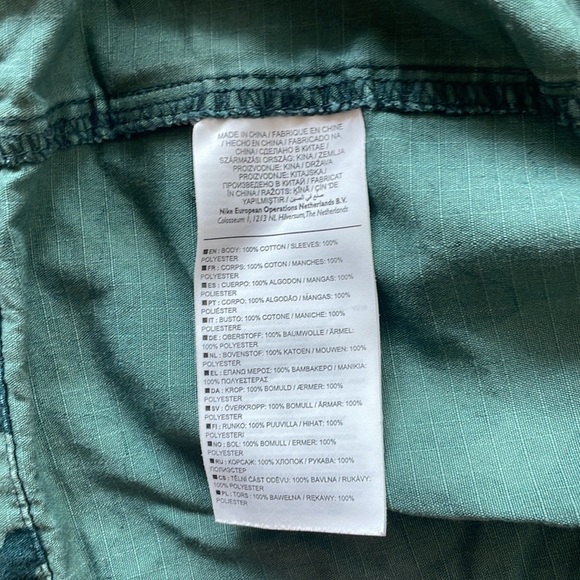 MADE IN CHINA / FABRIQUE EN CHINE
/ HECHO EN CHINA / FABRICADO NA
CHINA / СДЕЛАНО В КИТАЕ /
SZÁRMAZÁSI ORSZÁG: KÍNA / ZEMLJA
PROIZVODNJE: KINA / DRŽAVA
PROIZVODNJE: KITAJSKA /
ПРОИЗВЕДЕНО В КИТАЙ / FABRICAT
ÎN CHINA / RAŽOTS: ĶĪNA / ÇİN 'DE
YAPILMIŞTIR / صنع في الصين
Nike European Operations Netherlands B.V.
Colosseum 1, 1213 NL Hilversum, The Netherlands
EN : BODY: 100% COTTON / SLEEVES: 100%
POLYESTER
FR : CORPS: 100% COTON / MANCHES: 100%
POLYESTER
ES : CUERPO: 100% ALGODON / MANGAS: 100%
POLIESTER
PT : CORPO: 100% ALGODÃO / MANGAS: 100%
POLIÉSTER
IT : BUSTO: 100% COTONE / MANICHE: 100%
POLIESTERE
DE : OBERSTOFF: 100% BAUMWOLLE / ÄRMEL:
100% POLYESTER
NL : BOVENSTOF: 100% KATOEN / MOUWEN: 100%
POLYESTER
EL : ΕΠΑΝΩ ΜΕΡΟΣ: 100% ΒΑΜΒΑΚΕΡΟ / ΜΑΝΙΚΙΑ:
100% ΠΟΛΥΕΣΤΕΡΑΣ
DA : KROP: 100% BOMULD / ÆRMER: 100%
POLYESTER
SV : ÖVERKROPP: 100% BOMULL / ÄRMAR: 100%
POLYESTER
FI : RUNKO: 100% PUUVILLA / HIHAT: 100%
POLYESTERI
NO : BOL: 100% BOMULL / ERMER: 100%
POLYESTER
RU : КОРСАЖ: 100% ХЛОПОК / РУКАВА: 100%
ПОЛИЭСТЕР
CS : TĚLNÍ ČÁST ODĚVU: 100% BAVLNA / RUKÁVY:
100% POLYESTER
PL : TORS : 100% BAWEŁNA / RĘKAWY: 100%
POLYESTER